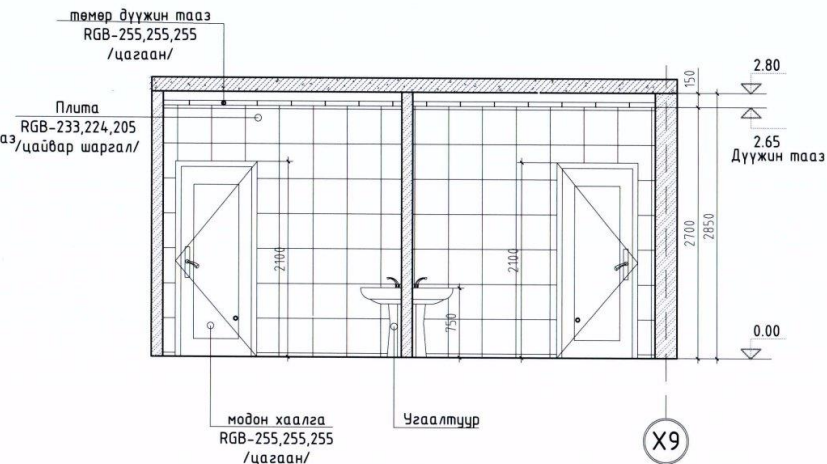 төмөр дүүжин тааз
RGB-255,255,255
/цагаан/
Плита
RGB-233,224,205
аз
/цайвар шаргал/
2.80
150
2.65
Дүүжин тааз
2100
2100
2700
2850
750
0.00
модон хаалга
RGB-255,255,255
/цагаан/
Угаалтуур
X9